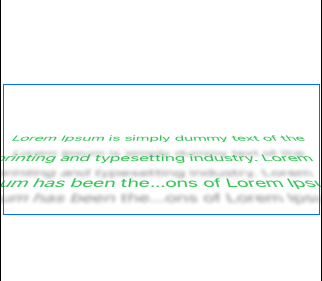 Lorem Ipsum is simply dummy text of the
printing and typesetting industry. Lorem
um has been the...ons of Lorem Ipsu